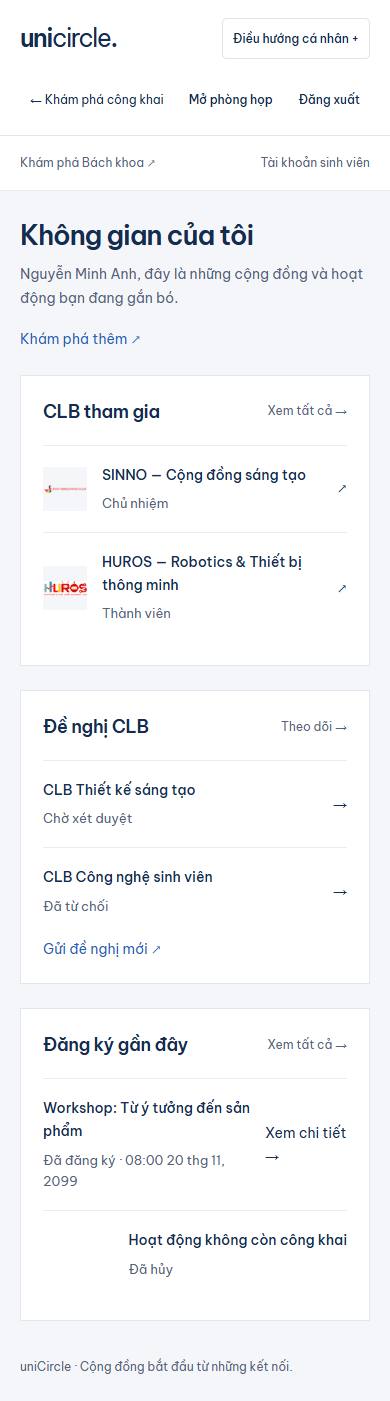 unicircle.
Điều hướng cá nhân +
← Khám phá công khai
Mở phòng họp
Đăng xuất
Khám phá Bách khoa ↗
Tài khoản sinh viên
Không gian của tôi
Nguyễn Minh Anh, đây là những cộng đồng và hoạt
động bạn đang gắn bó.
Khám phá thêm ↗
CLB tham gia
Xem tất cả →
SINNO — Cộng đồng sáng tạo
Chủ nhiệm
↗
HUROS
HUROS — Robotics & Thiết bị
thông minh
Thành viên
↗
Đề nghị CLB
Theo dõi →
CLB Thiết kế sáng tạo
Chờ xét duyệt
→
CLB Công nghệ sinh viên
Đã từ chối
→
Gửi đề nghị mới ↗
Đăng ký gần đây
Xem tất cả →
Workshop: Từ ý tưởng đến sản
phẩm
Đã đăng ký · 08:00 20 thg 11,
2099
Xem chi tiết
→
Hoạt động không còn công khai
Đã hủy
uniCircle · Cộng đồng bắt đầu từ những kết nối.